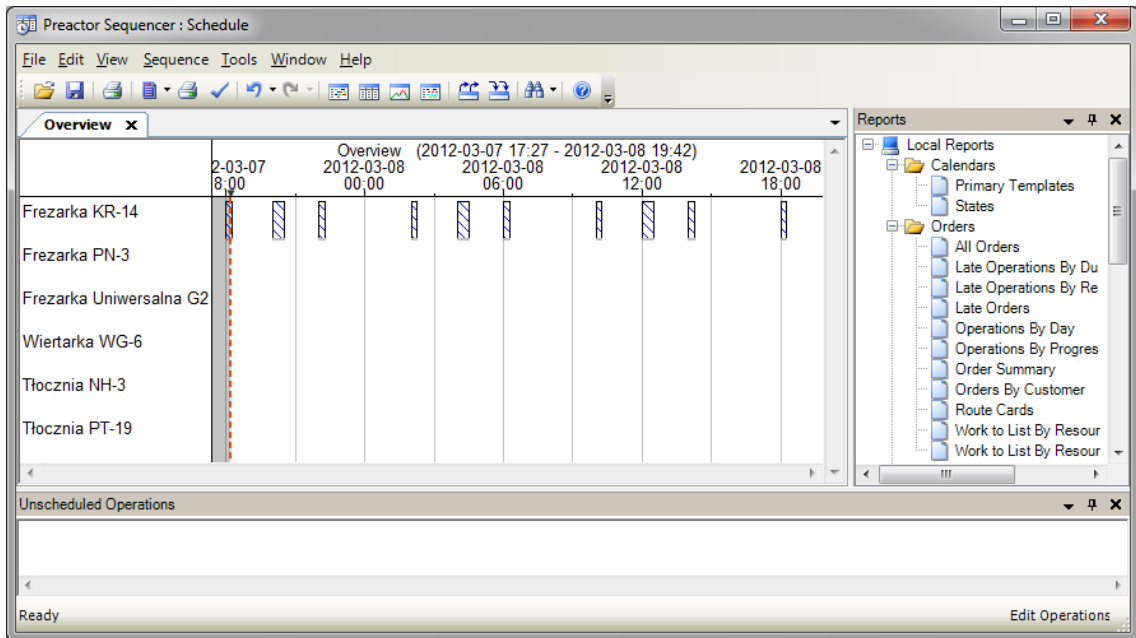 Preactor Sequencer : Schedule
File Edit View Sequence Tools Window Help
Overview
Overview (2012-03-07 17:27 - 2012-03-08 19:42)
2-03-07 2012-03-08 2012-03-08 2012-03-08 2012-03-08
8:00 00:00 06:00 12:00 18:00
Frezarka KR-14
Frezarka PN-3
Frezarka Uniwersalna G2
Wiertarka WG-6
Tłocznia NH-3
Tłocznia PT-19
Reports
Local Reports
Calendars
Primary Templates
States
Orders
All Orders
Late Operations By Du
Late Operations By Re
Late Orders
Operations By Day
Operations By Progres
Order Summary
Orders By Customer
Route Cards
Work to List By Resour
Work to List By Resour
Unscheduled Operations
Ready
Edit Operations